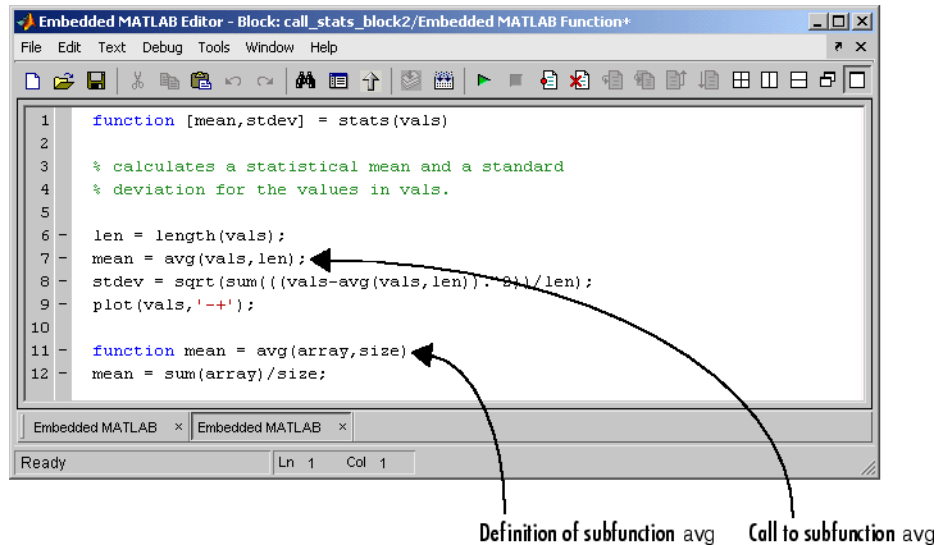 Embedded MATLAB Editor - Block: call_stats_block2/Embedded MATLAB Function*
File Edit Text Debug Tools Window Help
1 function [mean,stdev] = stats(vals)
2
3 % calculates a statistical mean and a standard
4 % deviation for the values in vals.
5
6 - len = length(vals);
7 - mean = avg(vals,len);
8 - stdev = sqrt(sum(((vals-avg(vals,len)).^2))/len);
9 - plot(vals,'-+');
10
11 - function mean = avg(array,size)
12 - mean = sum(array)/size;
Embedded MATLAB × Embedded MATLAB ×
Ready Ln 1 Col 1
Definition of subfunction avg Call to subfunction avg